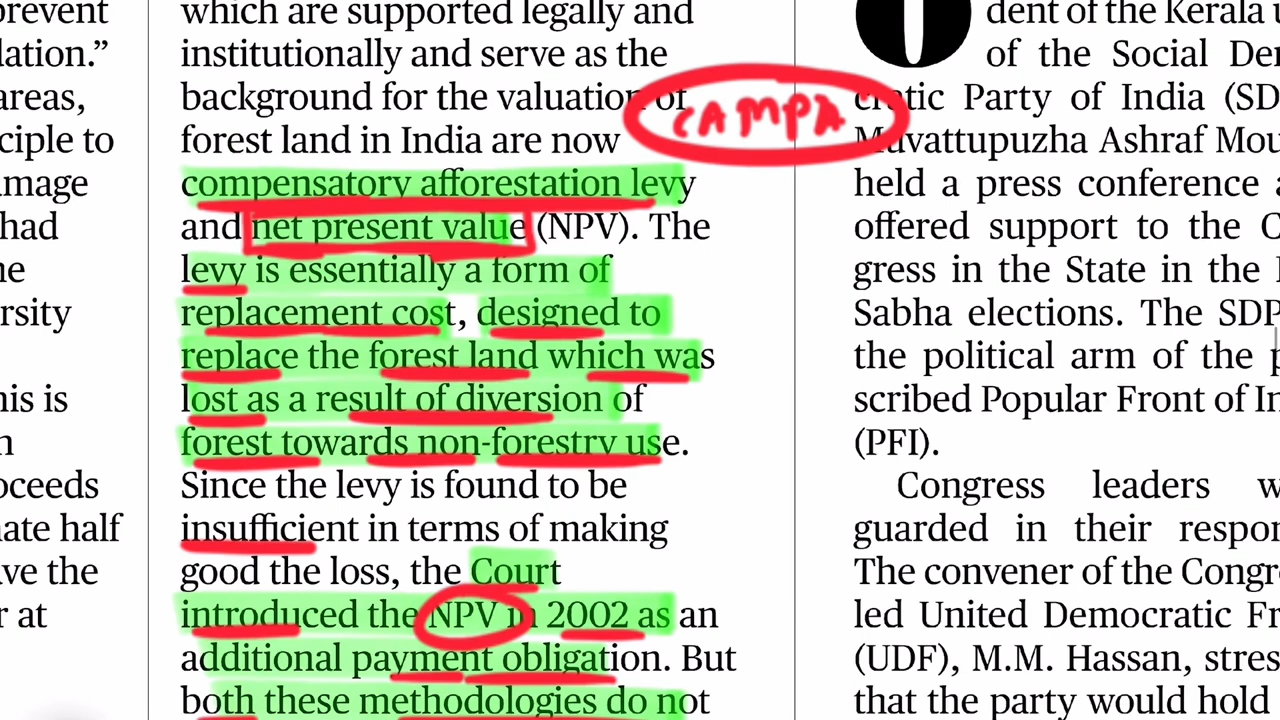 prevent
lation.”
areas,
ciple to
amage
had
ne
rsity
his is
n
oceeds
nate half
ave the
r at
which are supported legally and
institutionally and serve as the
background for the valuation of
forest land in India are now
compensatory afforestation levy
and net present value (NPV). The
levy is essentially a form of
replacement cost, designed to
replace the forest land which was
lost as a result of diversion of
forest towards non-forestry use.
Since the levy is found to be
insufficient in terms of making
good the loss, the Court
introduced the NPV in 2002 as an
additional payment obligation. But
both these methodologies do not
CAMPA
dent of the Kerala u
of the Social Der
cratic Party of India (SD
Muvattupuzha Ashraf Mou
held a press conference a
offered support to the C
gress in the State in the
Sabha elections. The SDP
the political arm of the p
scribed Popular Front of In
(PFI).
Congress leaders w
guarded in their respon
The convener of the Congr
led United Democratic Fr
(UDF), M.M. Hassan, stres
that the party would hold